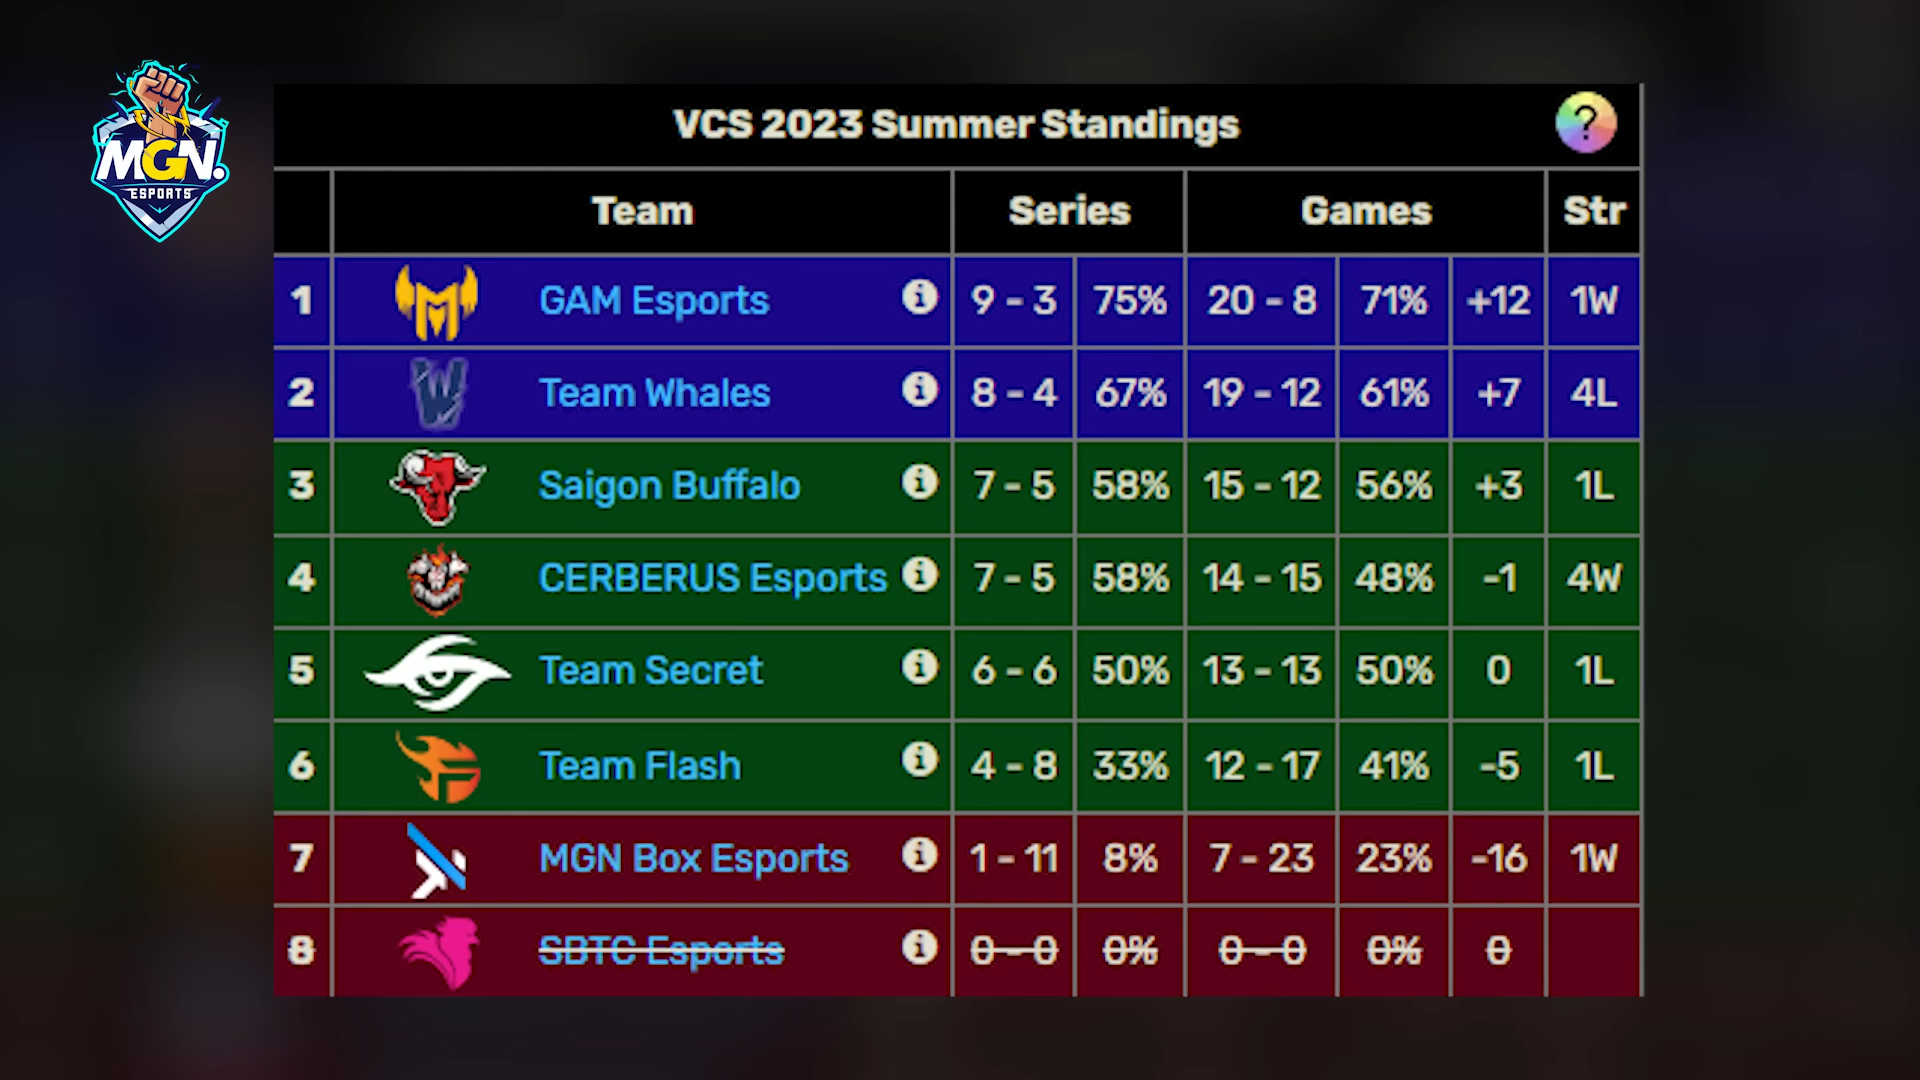 MGN.
ESPORTS
VCS 2023 Summer Standings ?
Team Series Games Str
1 GAM Esports i 9 - 3 75% 20 - 8 71% +12 1W
2 Team Whales i 8 - 4 67% 19 - 12 61% +7 4L
3 Saigon Buffalo i 7 - 5 58% 15 - 12 56% +3 1L
4 CERBERUS Esports i 7 - 5 58% 14 - 15 48% -1 4W
5 Team Secret i 6 - 6 50% 13 - 13 50% 0 1L
6 Team Flash i 4 - 8 33% 12 - 17 41% -5 1L
7 MGN Box Esports i 1 - 11 8% 7 - 23 23% -16 1W
8 SBTC Esports i 0 - 0 0% 0 - 0 0% 0